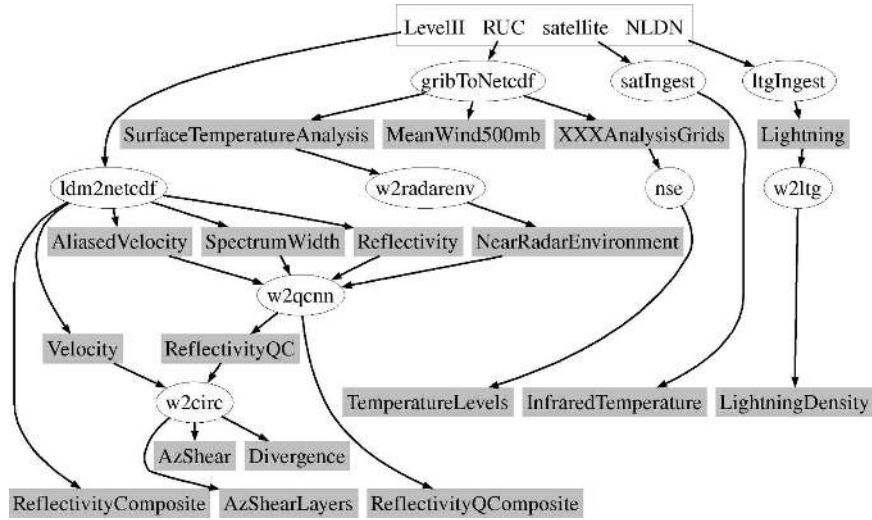 LevelII RUC satellite NLDN
gribToNetcdf satIngest ltgIngest
SurfaceTemperatureAnalysis MeanWind500mb XXXAnalysisGrids Lightning
ldm2netcdf w2radarenv nse w2ltg
AliasedVelocity SpectrumWidth Reflectivity NearRadarEnvironment
w2qcnn
Velocity ReflectivityQC
w2circ TemperatureLevels InfraredTemperature LightningDensity
AzShear Divergence
ReflectivityComposite AzShearLayers ReflectivityQComposite